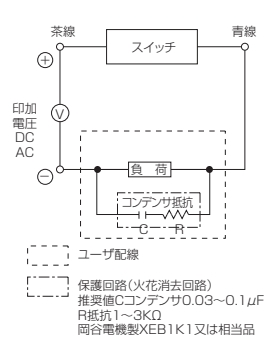 茶線
青線
スイッチ
⊕
印加
電圧
DC
AC
V
⊖
負 荷
コンデンサ抵抗
C R
ユーザ配線
保護回路(火花消去回路)
推奨値Cコンデンサ0.03～0.1μF
R抵抗1～3KΩ
岡谷電機製XEB1K1又は相当品